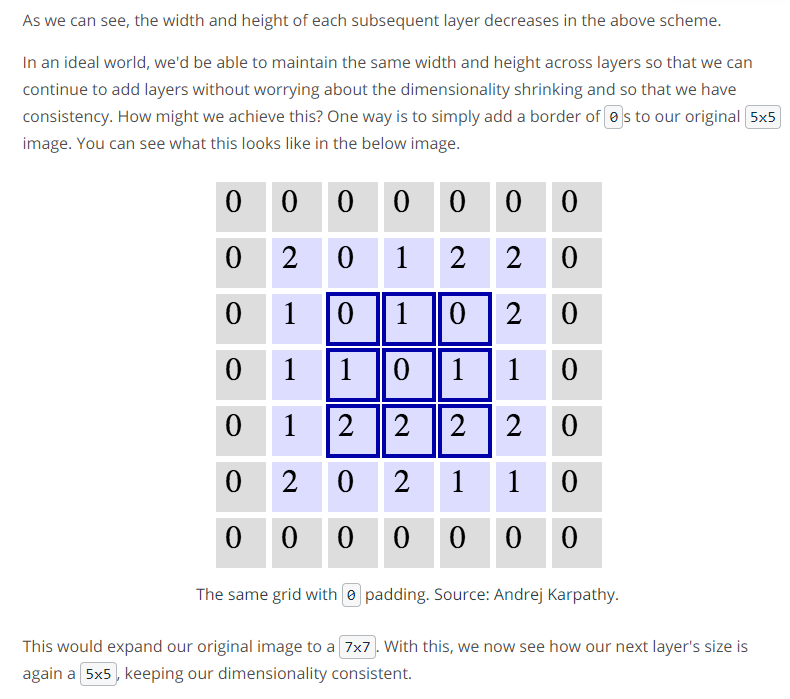 As we can see, the width and height of each subsequent layer decreases in the above scheme.
In an ideal world, we'd be able to maintain the same width and height across layers so that we can
continue to add layers without worrying about the dimensionality shrinking and so that we have
consistency. How might we achieve this? One way is to simply add a border of 0s to our original 5x5
image. You can see what this looks like in the below image.
0 0 0 0 0 0 0
0 2 0 1 2 2 0
0 1 0 1 0 2 0
0 1 1 0 1 1 0
0 1 2 2 2 2 0
0 2 0 2 1 1 0
0 0 0 0 0 0 0
The same grid with 0 padding. Source: Andrej Karpathy.
This would expand our original image to a 7x7. With this, we now see how our next layer's size is
again a 5x5, keeping our dimensionality consistent.